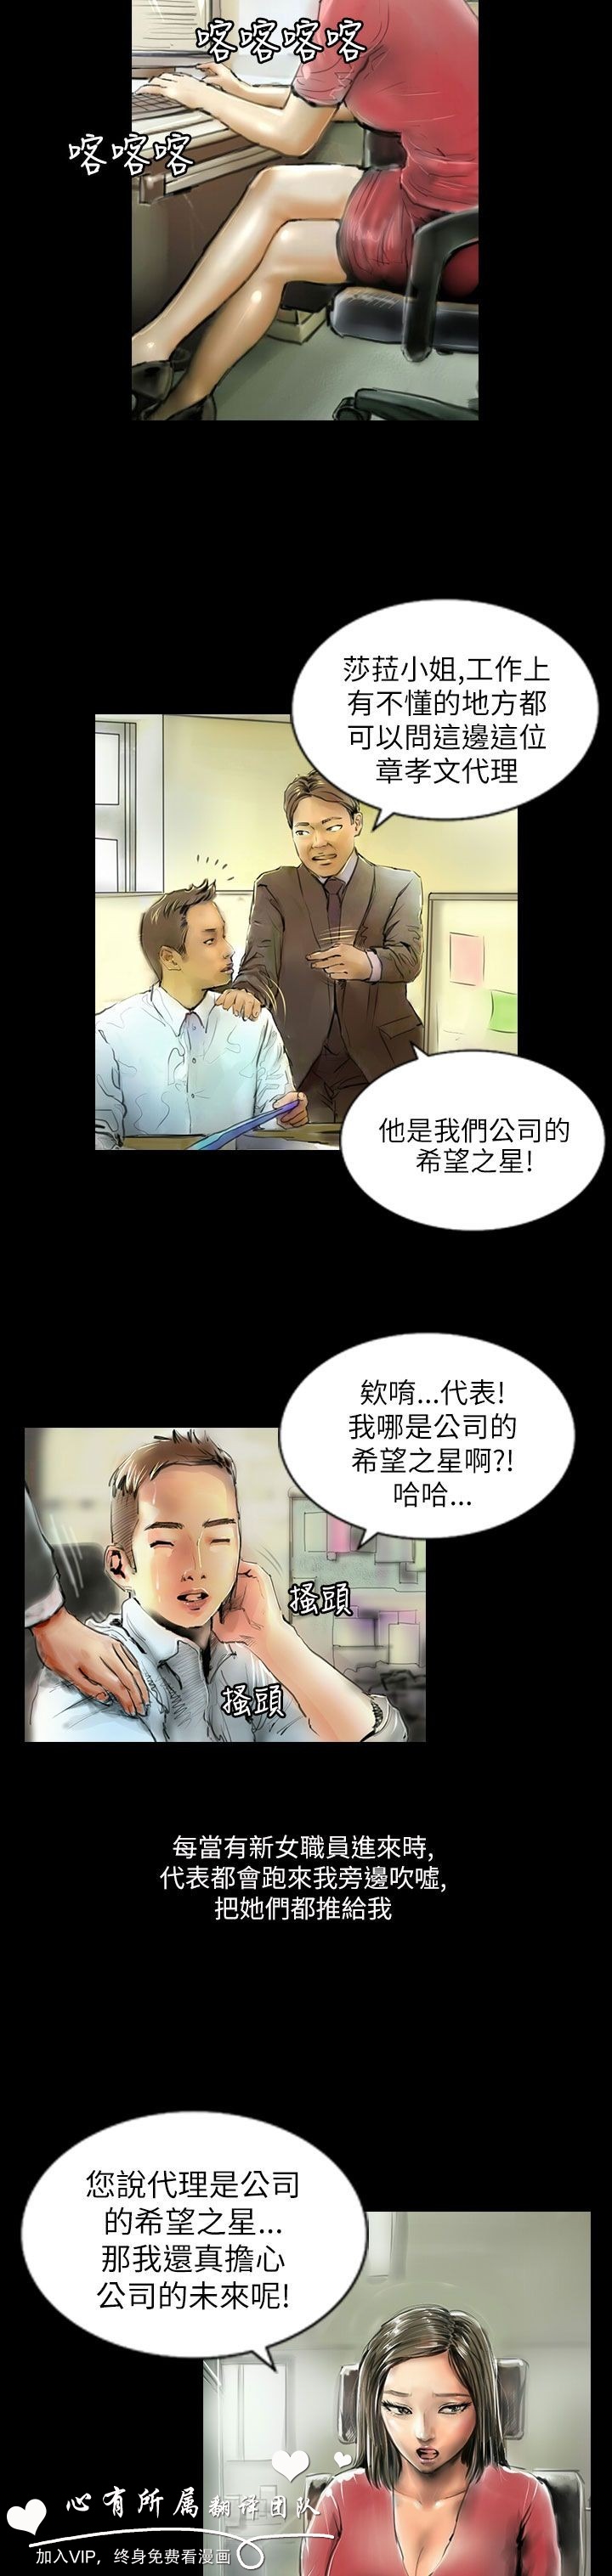 喀喀喀喀
喀喀喀
莎菈小姐,工作上
有不懂的地方都
可以問這邊這位
章孝文代理
他是我們公司的
希望之星!
欸唷...代表!
我哪是公司的
希望之星啊?!
哈哈...
搔頭
搔頭
每當有新女職員進來時,
代表都會跑來我旁邊吹噓,
把她們都推給我
您說代理是公司
的希望之星...
那我還真擔心
公司的未來呢!
心有所属翻译团队
加入VIP，终身免费看漫画